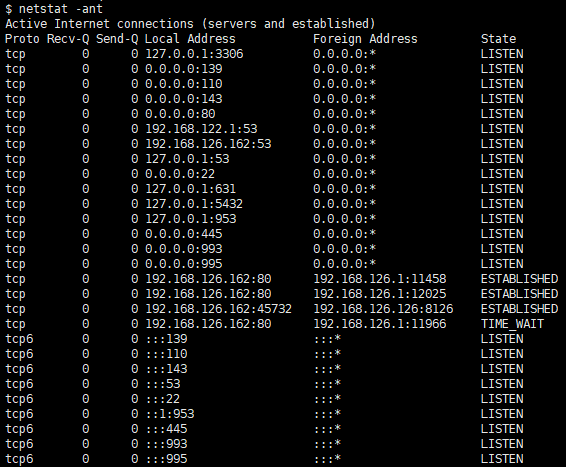 $ netstat -ant
Active Internet connections (servers and established)
Proto Recv-Q Send-Q Local Address           Foreign Address         State
tcp        0      0 127.0.0.1:3306          0.0.0.0:*               LISTEN
tcp        0      0 0.0.0.0:139             0.0.0.0:*               LISTEN
tcp        0      0 0.0.0.0:110             0.0.0.0:*               LISTEN
tcp        0      0 0.0.0.0:143             0.0.0.0:*               LISTEN
tcp        0      0 0.0.0.0:80              0.0.0.0:*               LISTEN
tcp        0      0 192.168.122.1:53        0.0.0.0:*               LISTEN
tcp        0      0 192.168.126.162:53      0.0.0.0:*               LISTEN
tcp        0      0 127.0.0.1:53            0.0.0.0:*               LISTEN
tcp        0      0 0.0.0.0:22              0.0.0.0:*               LISTEN
tcp        0      0 127.0.0.1:631           0.0.0.0:*               LISTEN
tcp        0      0 127.0.0.1:5432          0.0.0.0:*               LISTEN
tcp        0      0 127.0.0.1:953           0.0.0.0:*               LISTEN
tcp        0      0 0.0.0.0:445             0.0.0.0:*               LISTEN
tcp        0      0 0.0.0.0:993             0.0.0.0:*               LISTEN
tcp        0      0 0.0.0.0:995             0.0.0.0:*               LISTEN
tcp        0      0 192.168.126.162:80      192.168.126.1:11458     ESTABLISHED
tcp        0      0 192.168.126.162:80      192.168.126.1:12025     ESTABLISHED
tcp        0      0 192.168.126.162:45732   192.168.126.126:8126    ESTABLISHED
tcp        0      0 192.168.126.162:80      192.168.126.1:11966     TIME_WAIT
tcp6       0      0 :::139                  :::*                    LISTEN
tcp6       0      0 :::110                  :::*                    LISTEN
tcp6       0      0 :::143                  :::*                    LISTEN
tcp6       0      0 :::53                   :::*                    LISTEN
tcp6       0      0 :::22                   :::*                    LISTEN
tcp6       0      0 ::1:953                 :::*                    LISTEN
tcp6       0      0 :::445                  :::*                    LISTEN
tcp6       0      0 :::993                  :::*                    LISTEN
tcp6       0      0 :::995                  :::*                    LISTEN